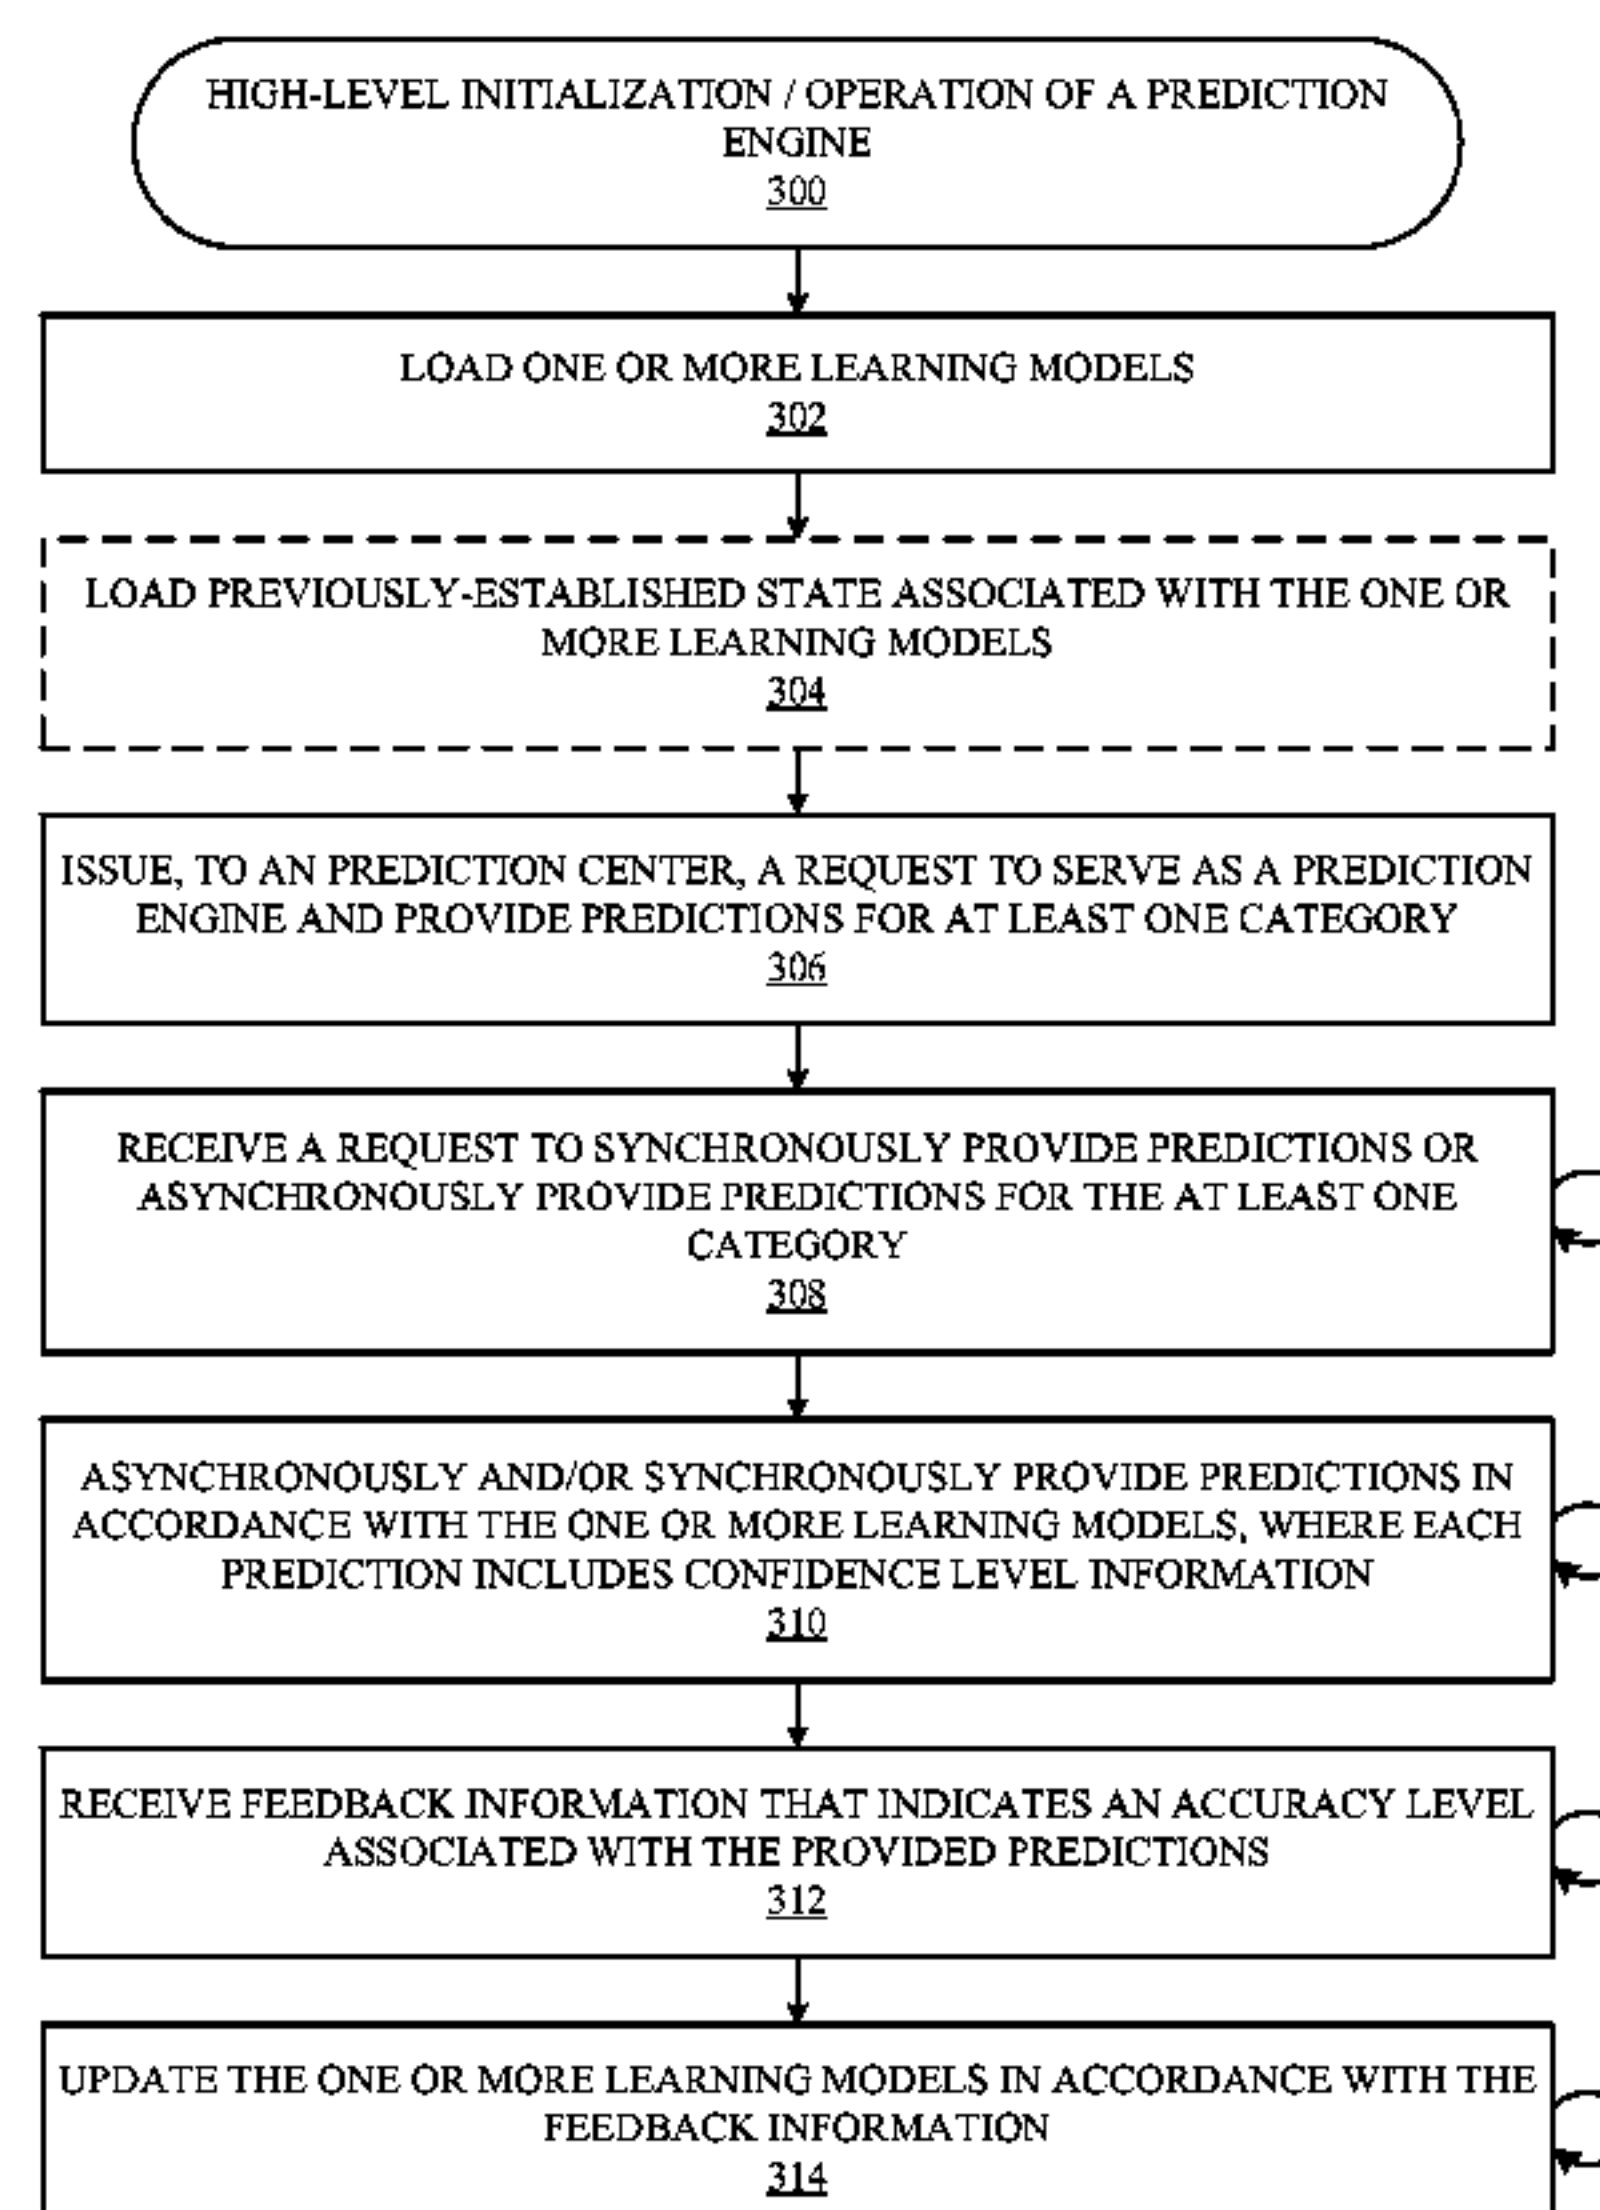 HIGH-LEVEL INITIALIZATION / OPERATION OF A PREDICTION
ENGINE
300
LOAD ONE OR MORE LEARNING MODELS
302
LOAD PREVIOUSLY-ESTABLISHED STATE ASSOCIATED WITH THE ONE OR
MORE LEARNING MODELS
304
ISSUE, TO AN PREDICTION CENTER, A REQUEST TO SERVE AS A PREDICTION
ENGINE AND PROVIDE PREDICTIONS FOR AT LEAST ONE CATEGORY
306
RECEIVE A REQUEST TO SYNCHRONOUSLY PROVIDE PREDICTIONS OR
ASYNCHRONOUSLY PROVIDE PREDICTIONS FOR THE AT LEAST ONE
CATEGORY
308
ASYNCHRONOUSLY AND/OR SYNCHRONOUSLY PROVIDE PREDICTIONS IN
ACCORDANCE WITH THE ONE OR MORE LEARNING MODELS, WHERE EACH
PREDICTION INCLUDES CONFIDENCE LEVEL INFORMATION
310
RECEIVE FEEDBACK INFORMATION THAT INDICATES AN ACCURACY LEVEL
ASSOCIATED WITH THE PROVIDED PREDICTIONS
312
UPDATE THE ONE OR MORE LEARNING MODELS IN ACCORDANCE WITH THE
FEEDBACK INFORMATION
314